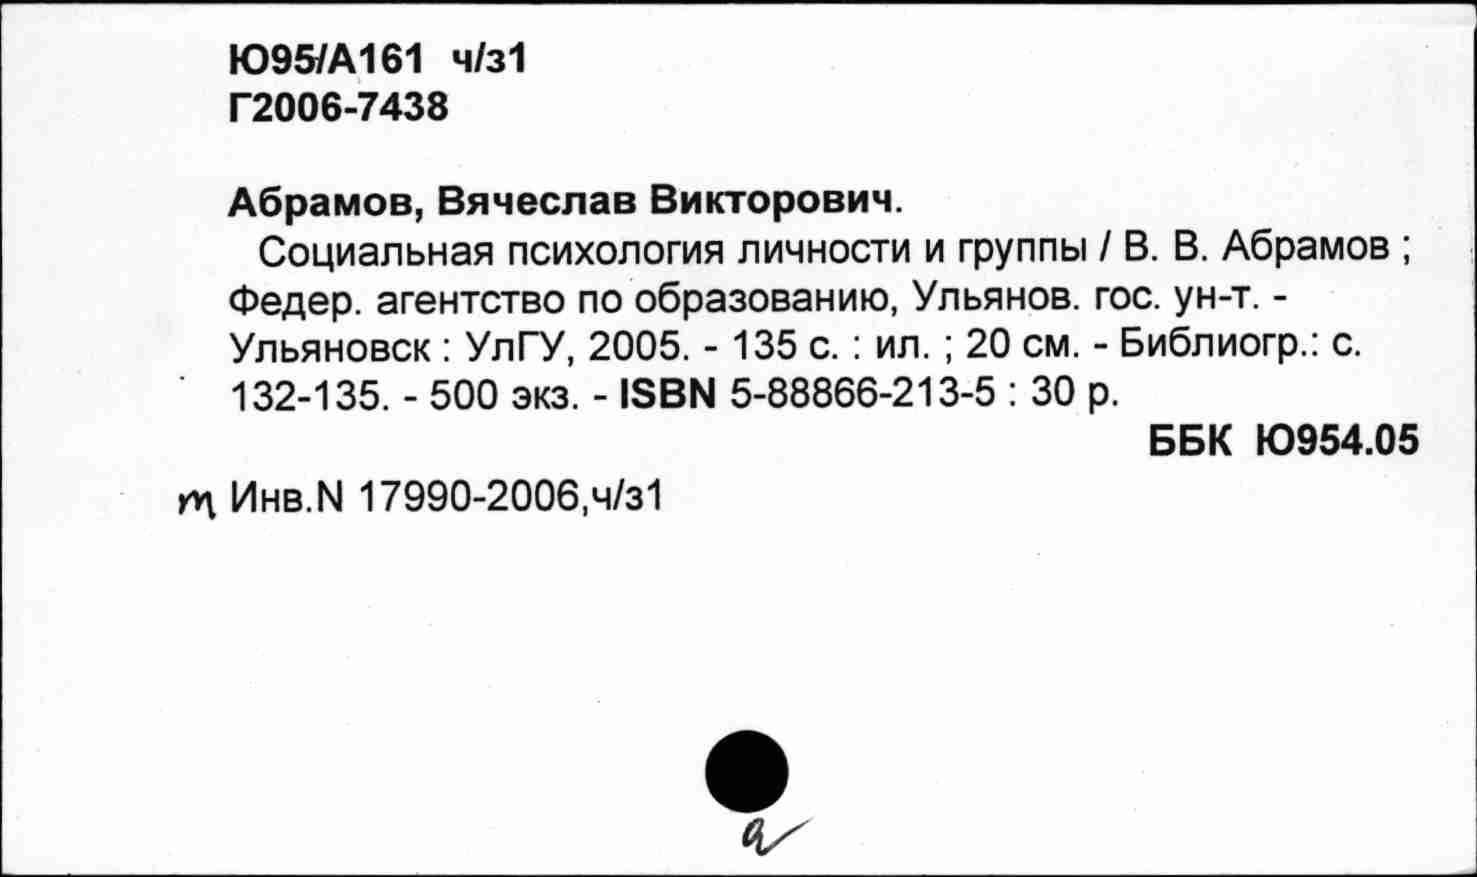 Ю95/А161 ч/з1
Г2006-7438
Абрамов, Вячеслав Викторович.
Социальная психология личности и группы / В. В. Абрамов ;
Федер. агентство по образованию, Ульянов. гос. ун-т. -
Ульяновск : УлГУ, 2005. - 135 с. : ил. ; 20 см. - Библиогр.: с.
132-135. - 500 экз. - ISBN 5-88866-213-5 : 30 р.
ББК Ю954.05
Инв.N 17990-2006,ч/з1